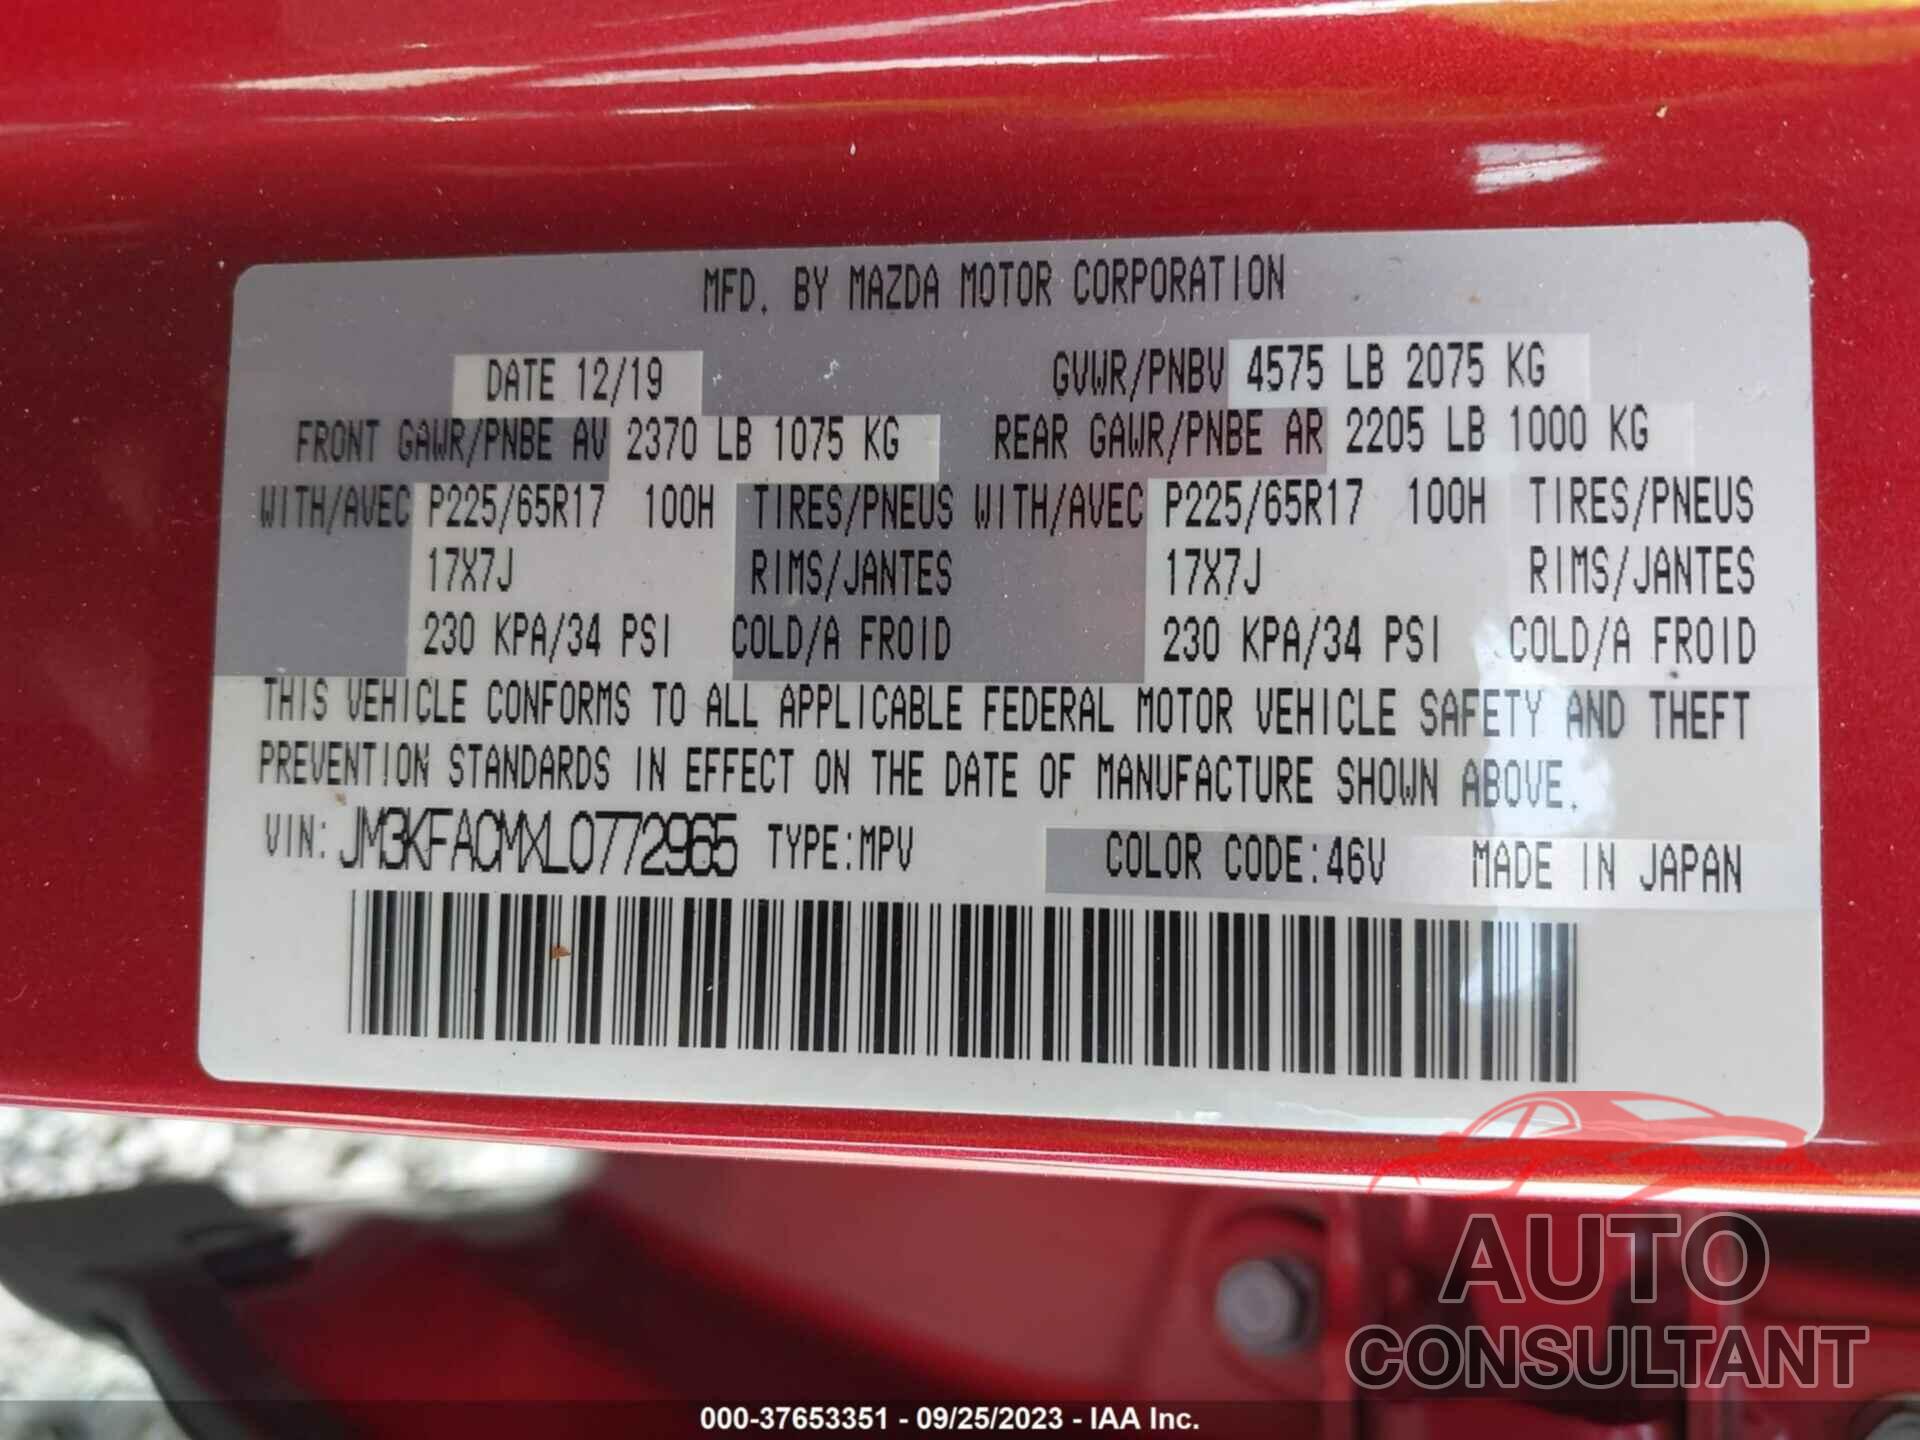 MFD. BY MAZDA MOTOR CORPORATION
DATE 12/19 GVWR/PNBV 4575 LB 2075 KG
FRONT GAWR/PNBE AV 2370 LB 1075 KG REAR GAWR/PNBE AR 2205 LB 1000 KG
WITH/AVEC P225/65R17 100H TIRES/PNEUS WITH/AVEC P225/65R17 100H TIRES/PNEUS
17X7J RIMS/JANTES 17X7J RIMS/JANTES
230 KPA/34 PSI COLD/A FROID 230 KPA/34 PSI COLD/A FROID
THIS VEHICLE CONFORMS TO ALL APPLICABLE FEDERAL MOTOR VEHICLE SAFETY AND THEFT
PREVENTION STANDARDS IN EFFECT ON THE DATE OF MANUFACTURE SHOWN ABOVE.
VIN: JM3KFACMXL0772965 TYPE:MPV COLOR CODE:46V MADE IN JAPAN
AUTO
CONSULTANT
000-37653351 - 09/25/2023 - IAA Inc.